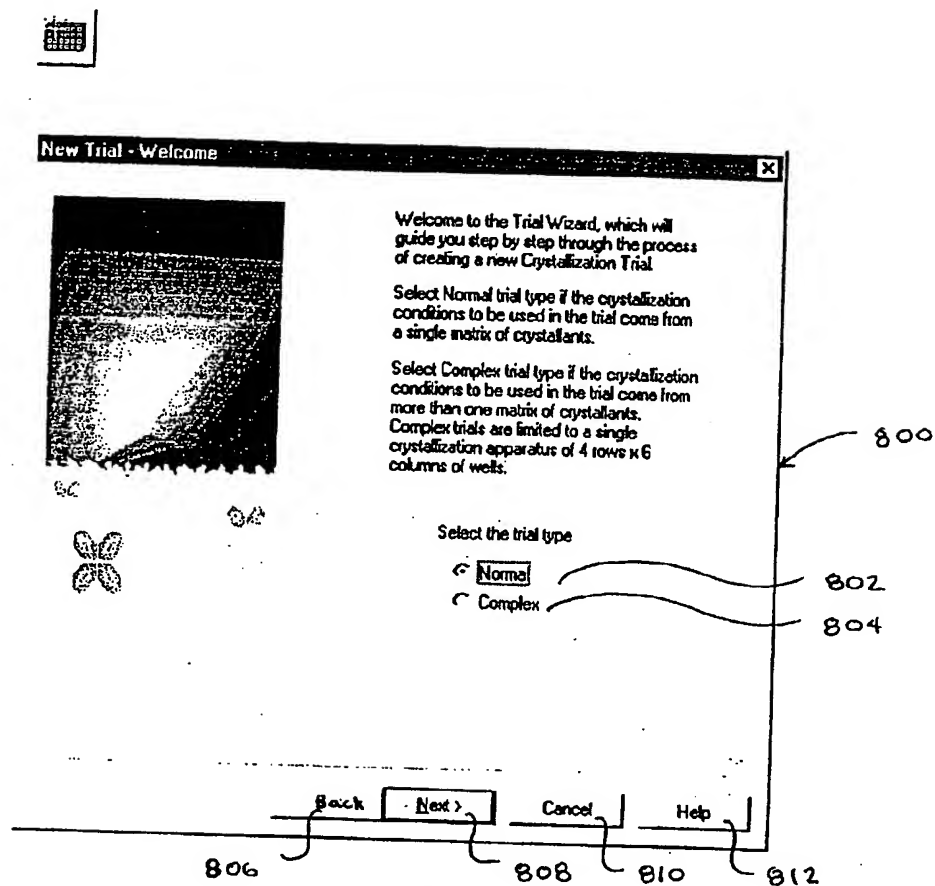 New Trial - Welcome
Welcome to the Trial Wizard, which will
guide you step by step through the process
of creating a new Crystallization Trial
Select Normal trial type if the crystallization
conditions to be used in the trial come from
a single matrix of crystallants.
Select Complex trial type if the crystallization
conditions to be used in the trial come from
more than one matrix of crystallants.
Complex trials are limited to a single
crystallization apparatus of 4 rows x 6
columns of wells.
800
Select the trial type
Normal
802
Complex
804
Back
Next >
Cancel
Help
806
808
810
812